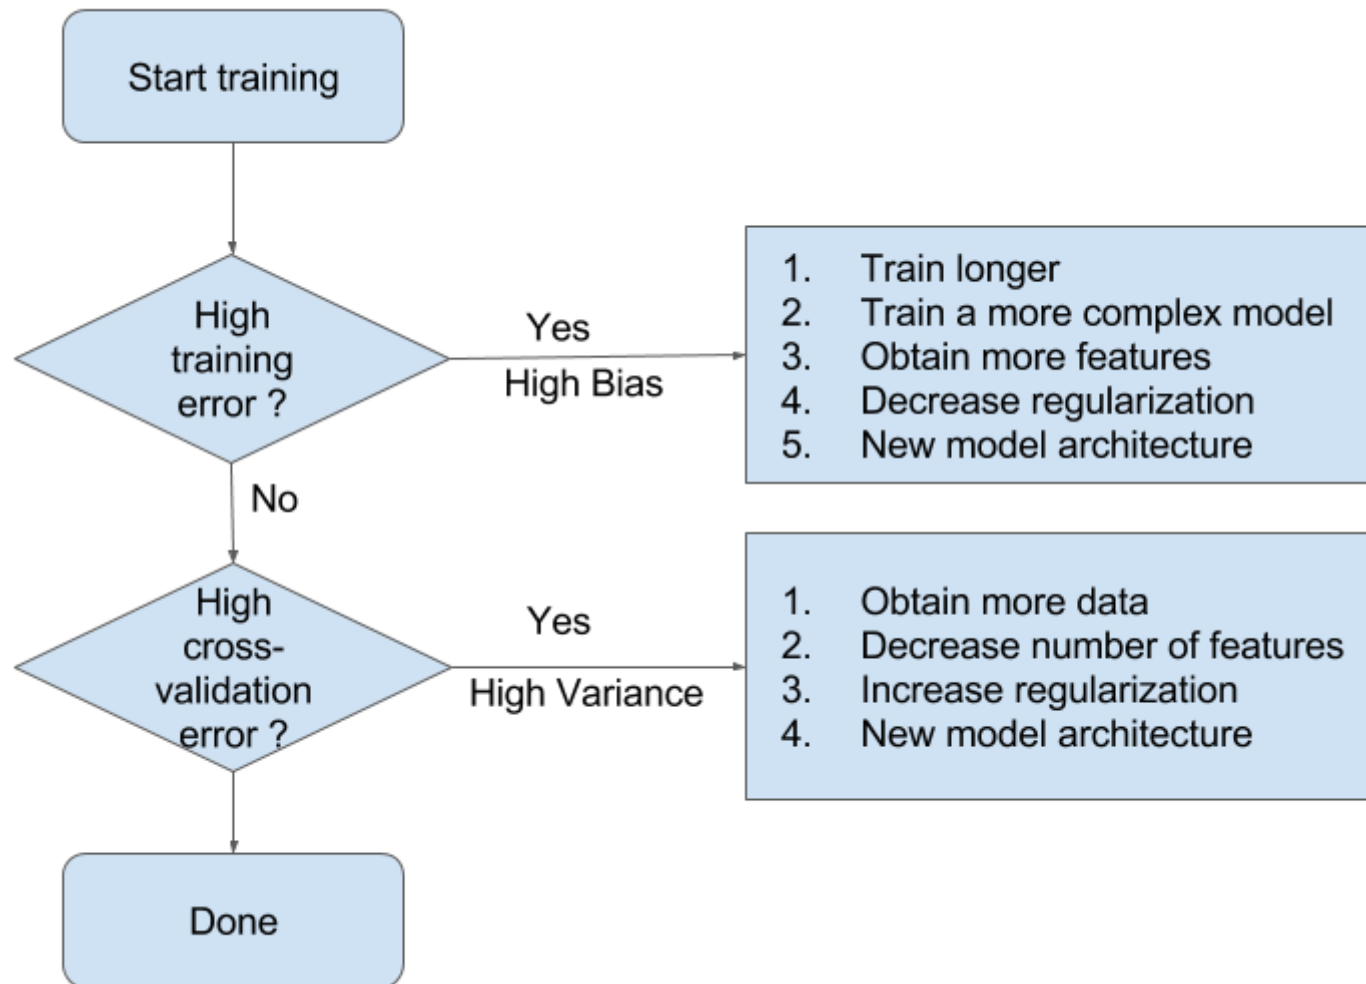 Start training
High
training
error ?
Yes
High Bias
1. Train longer
2. Train a more complex model
3. Obtain more features
4. Decrease regularization
5. New model architecture
No
High
cross-
validation
error ?
Yes
High Variance
1. Obtain more data
2. Decrease number of features
3. Increase regularization
4. New model architecture
Done